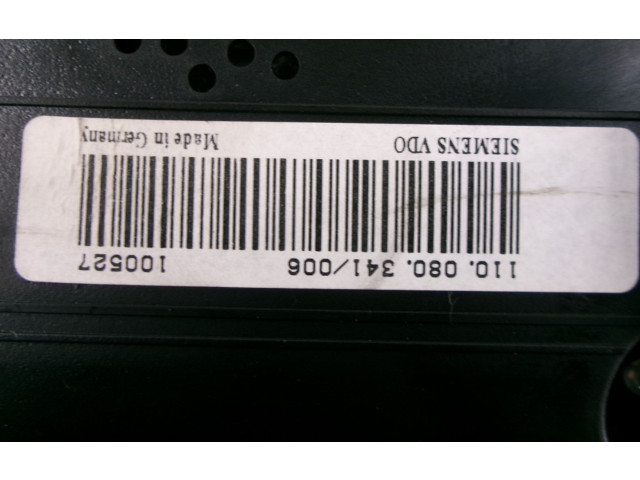 110. 080. 341/006 100527
SIEMENS VDO Made in Germany